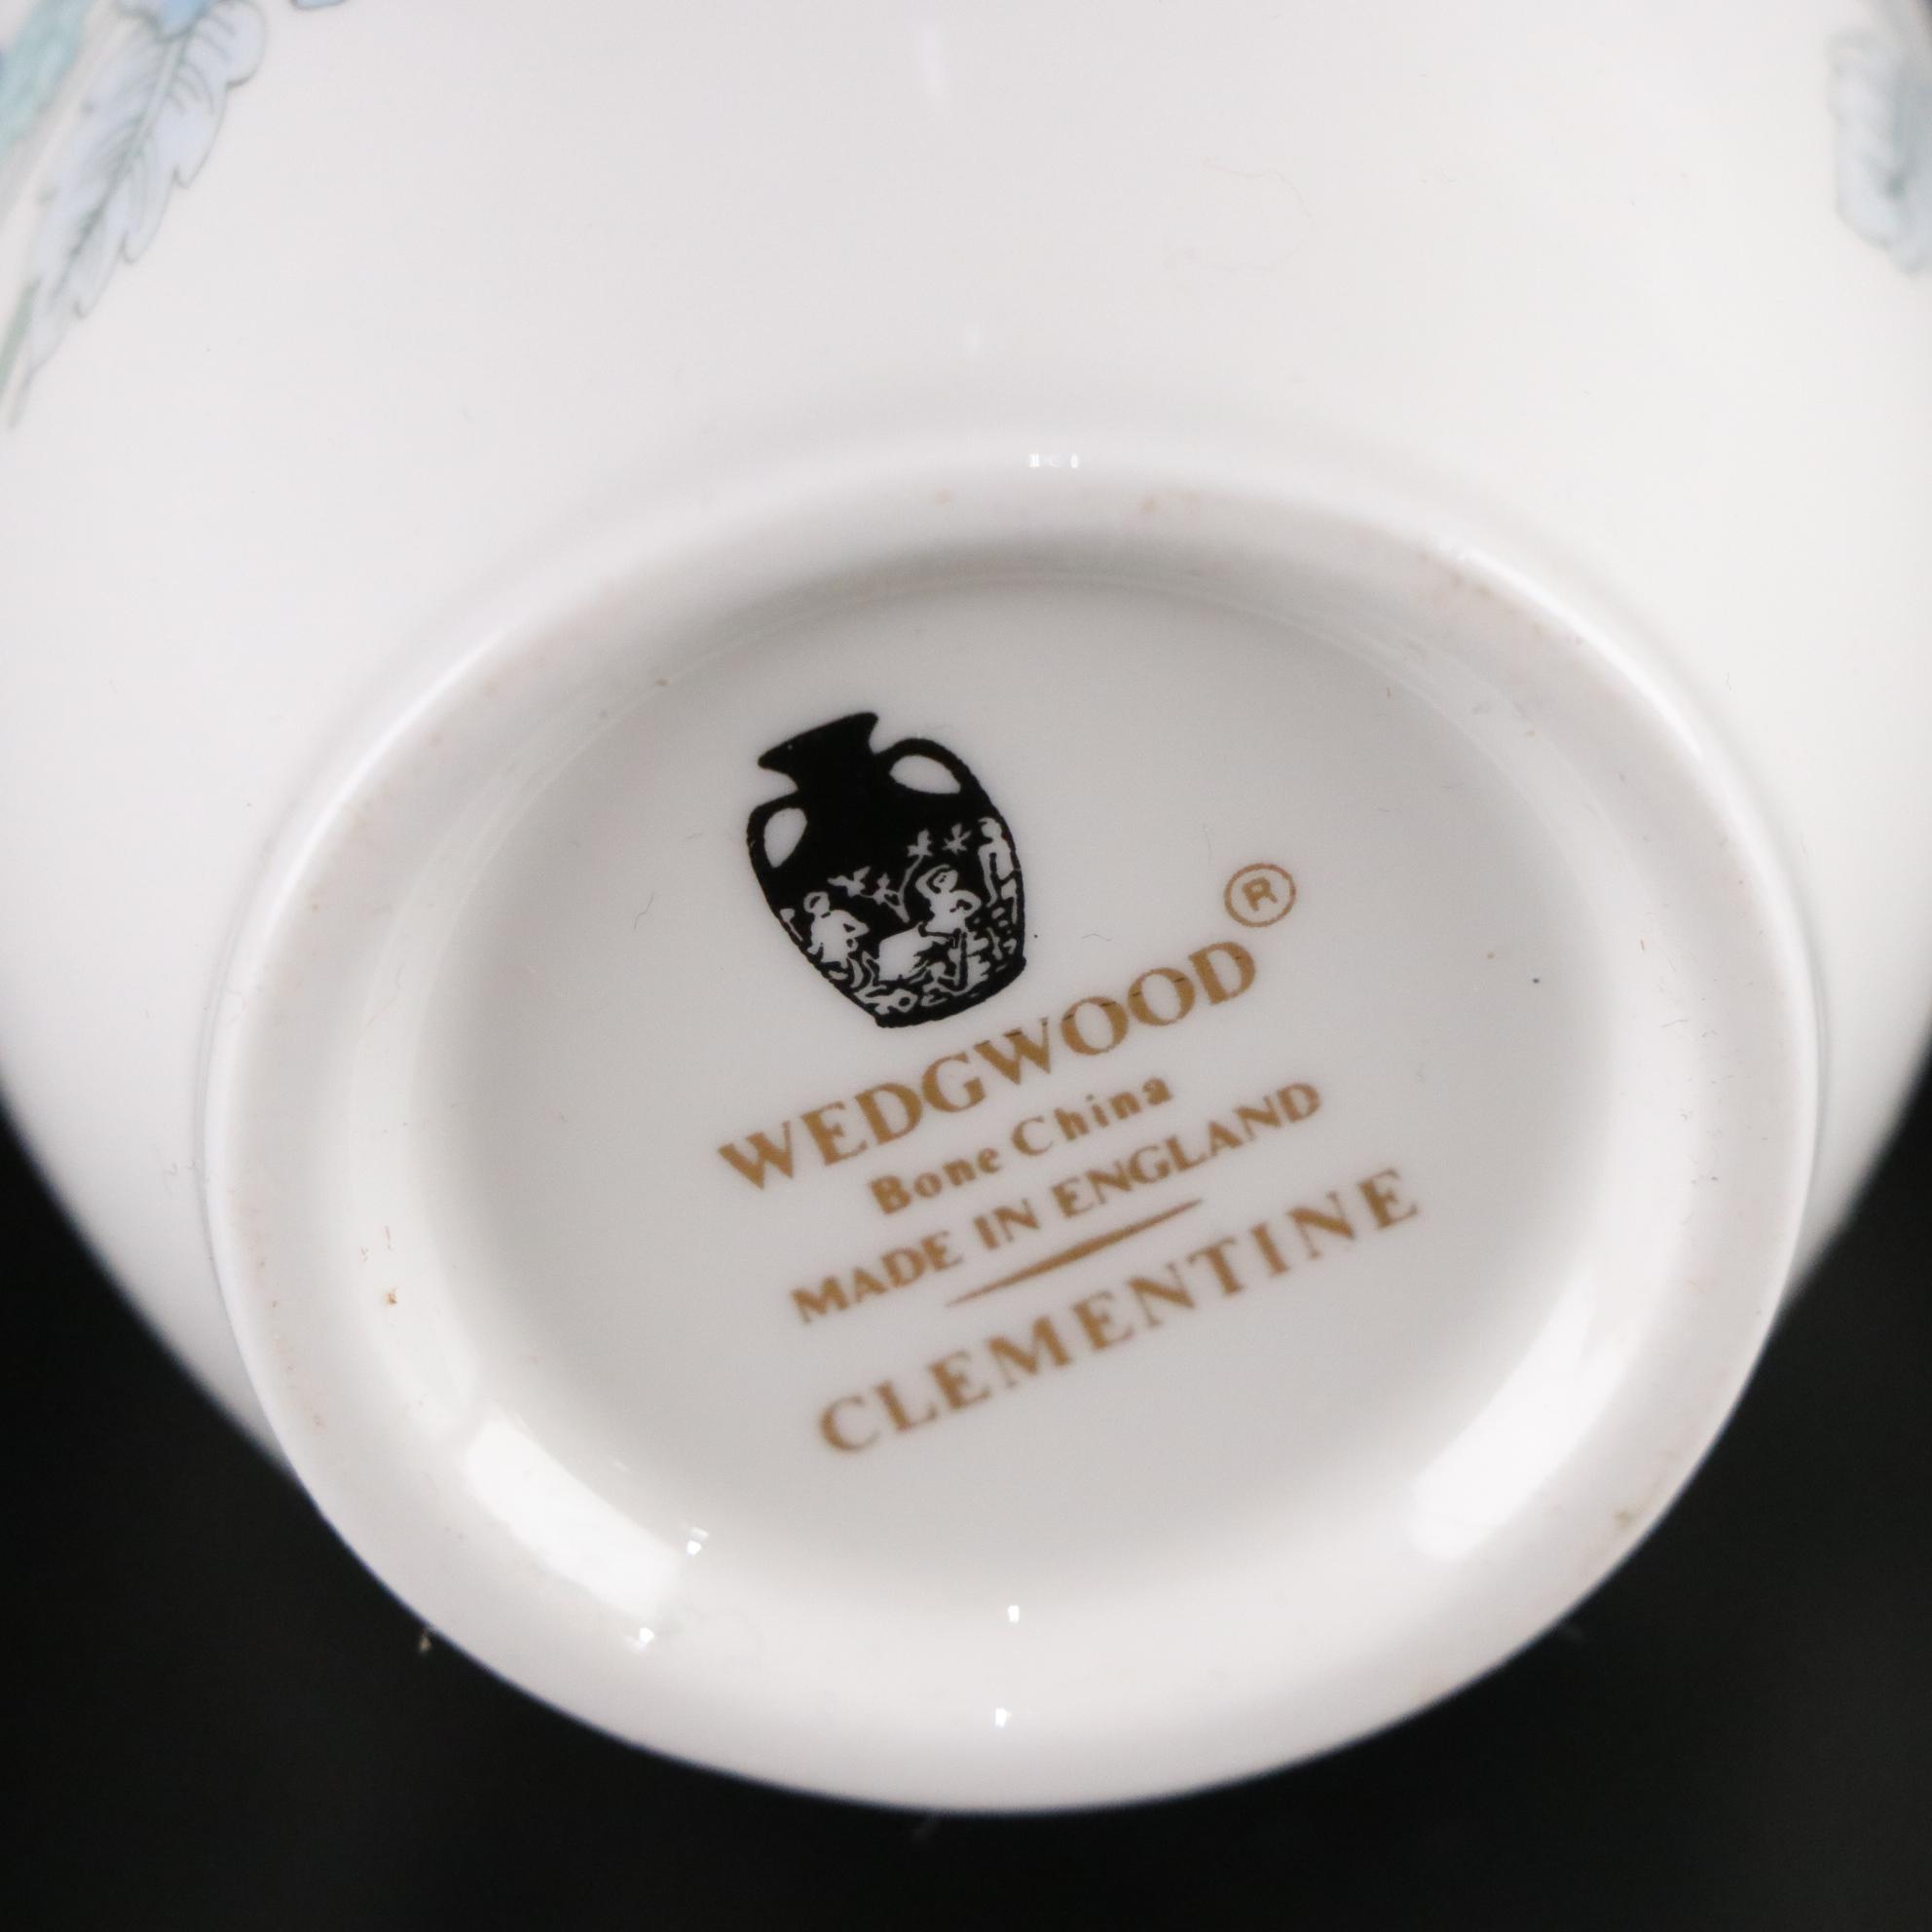 WEDGWOOD®
Bone China
MADE IN ENGLAND
CLEMENTINE